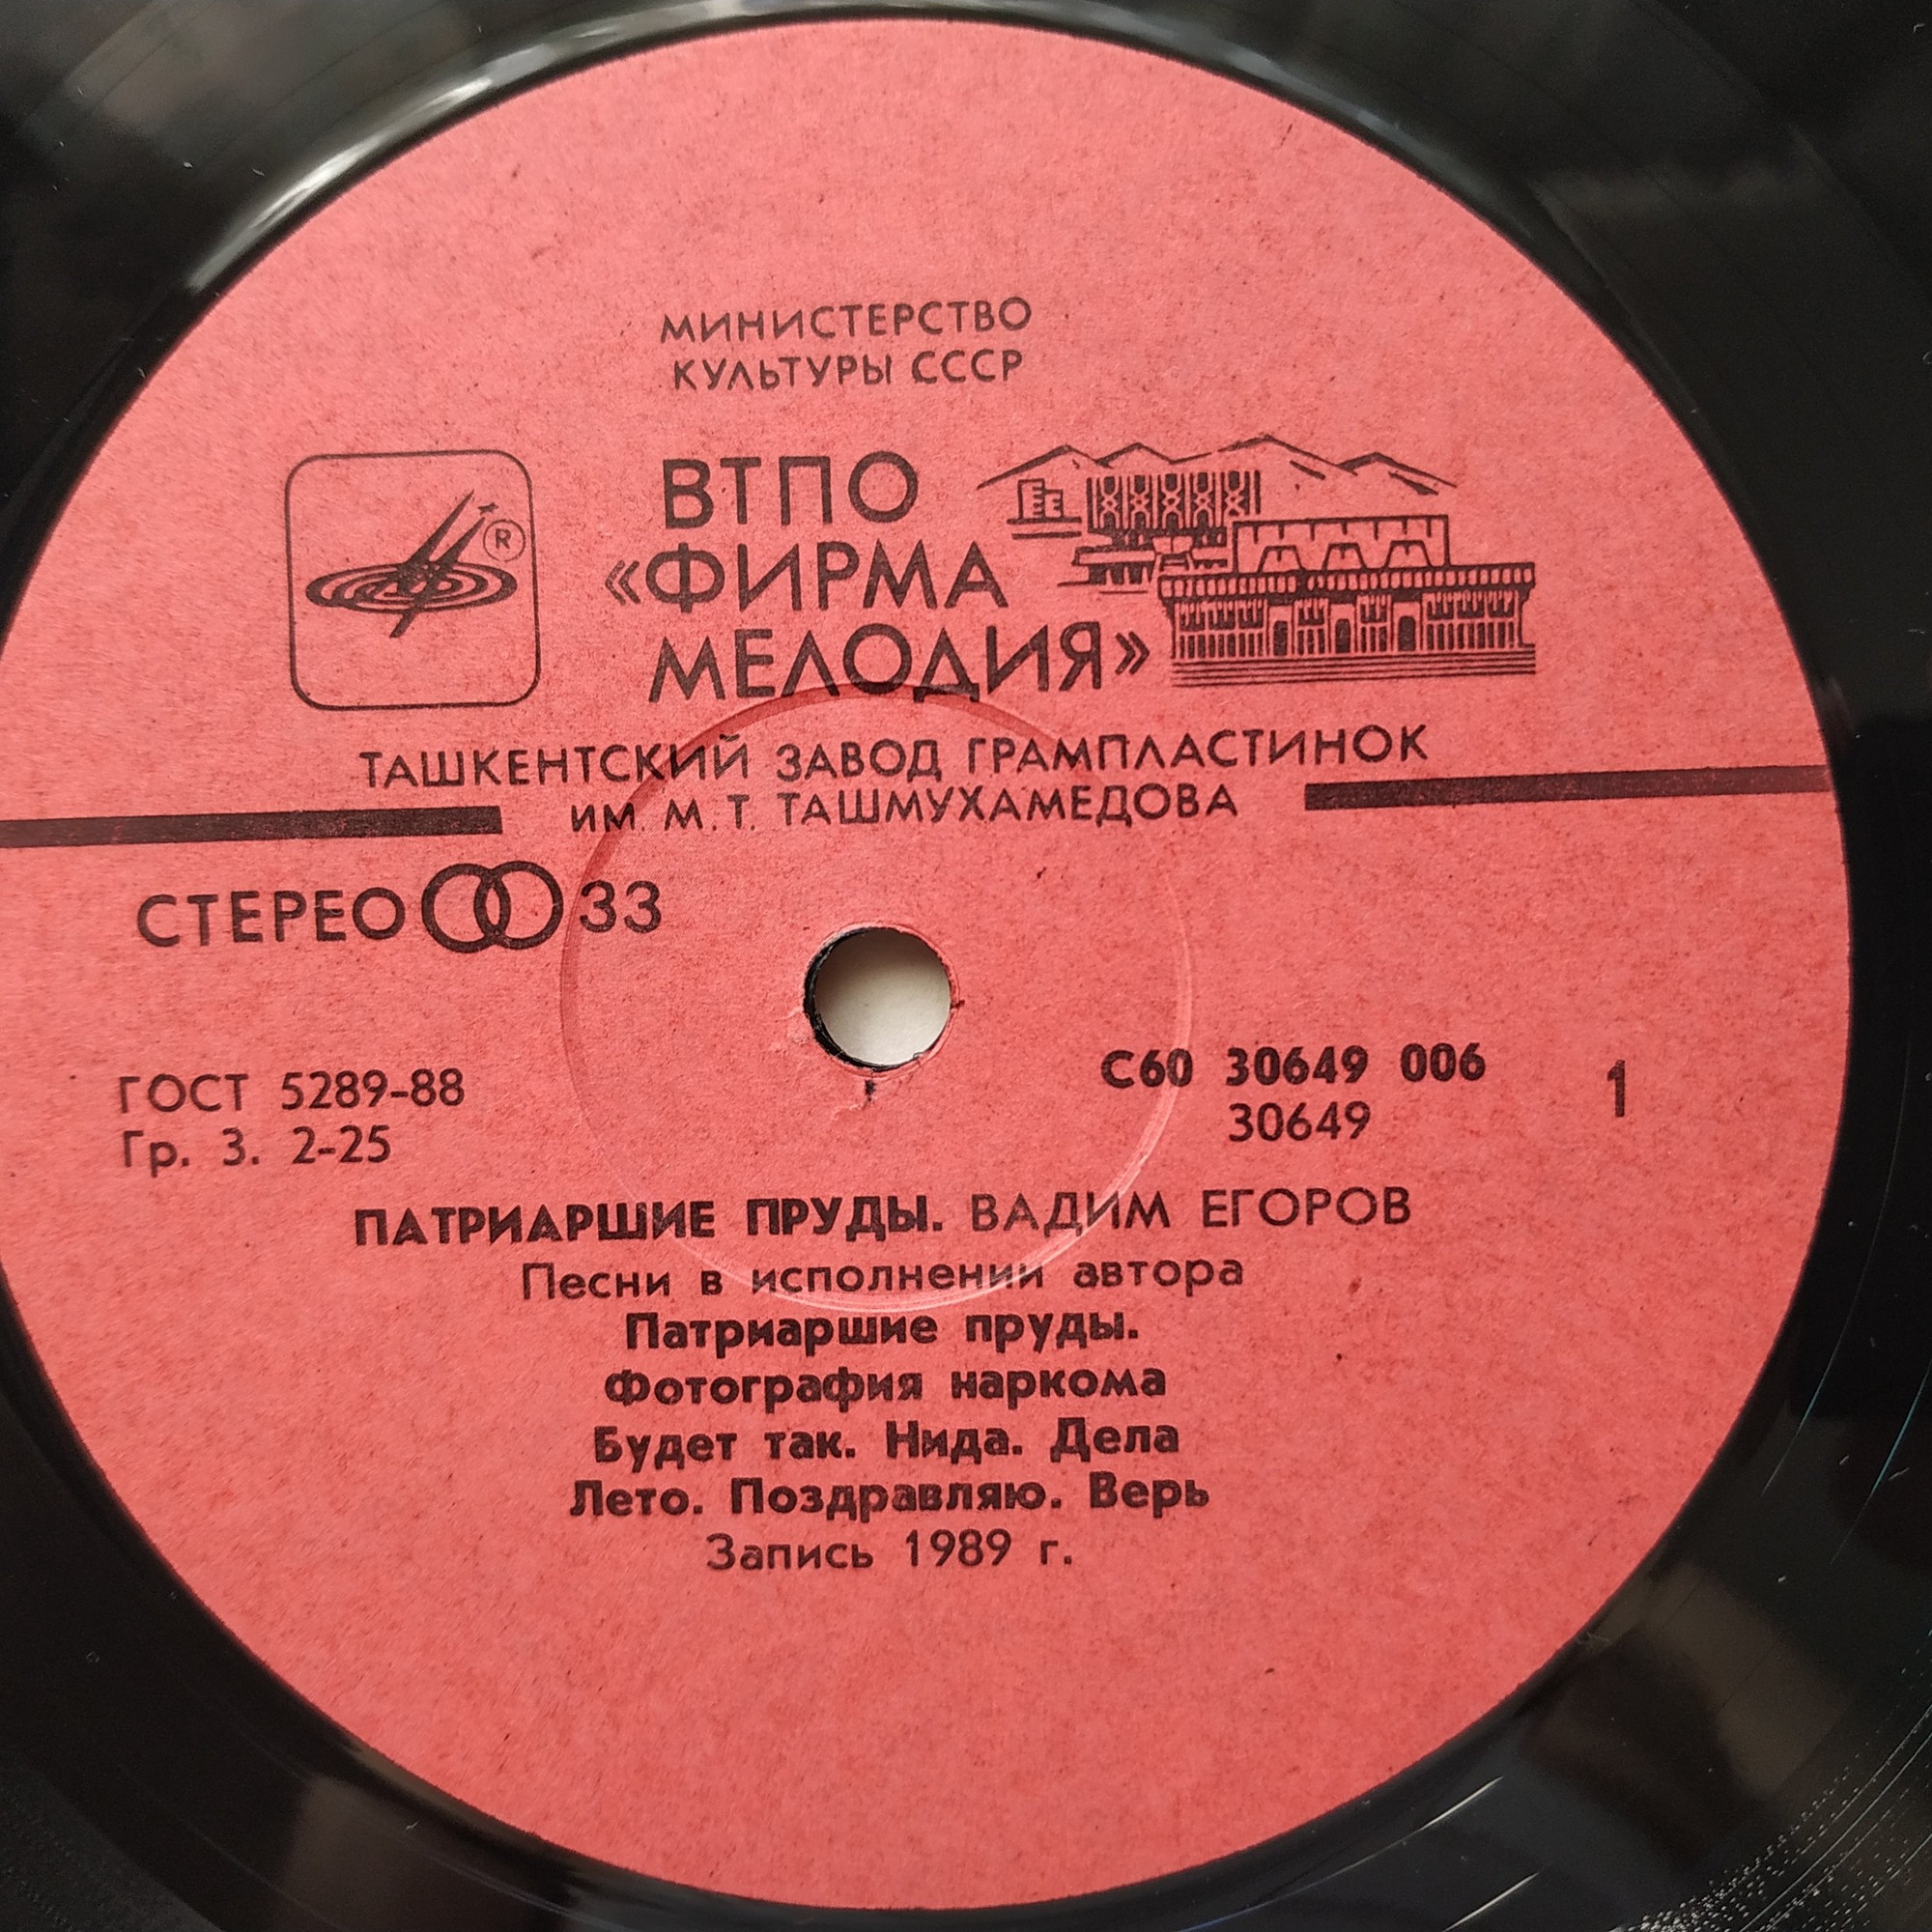 МИНИСТЕРСТВО
КУЛЬТУРЫ СССР
ВТПО
«ФИРМА
МЕЛОДИЯ»
®
ТАШКЕНТСКИЙ ЗАВОД ГРАМПЛАСТИНОК
ИМ. М. Т. ТАШМУХАМЕДОВА
СТЕРЕО 33
ГОСТ 5289-88
Гр. 3. 2-25
С60 30649 006
30649
1
ПАТРИАРШИЕ ПРУДЫ. ВАДИМ ЕГОРОВ
Песни в исполнении автора
Патриаршие пруды.
Фотография наркома
Будет так. Нида. Дела
Лето. Поздравляю. Верь
Запись 1989 г.